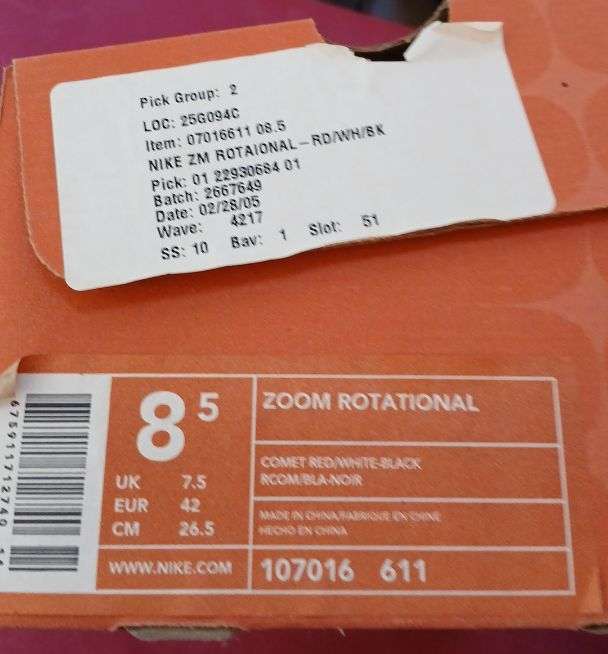 Pick Group: 2
LOC: 25G094C
Item: 07016611 08.5
NIKE ZM ROTAIONAL-RD/WH/BK
Pick: 01 22930684 01
Batch: 2667649
Date: 02/28/05
Wave: 4217
SS: 10 Bav: 1 Slot: 51
8 5
UK 7.5
EUR 42
CM 26.5
WWW.NIKE.COM
ZOOM ROTATIONAL
COMET RED/WHITE-BLACK
RCOM/BLA-NOIR
MADE IN CHINA/FABRIQUE EN CHINE
HECHO EN CHINA
107016 611
675911712740